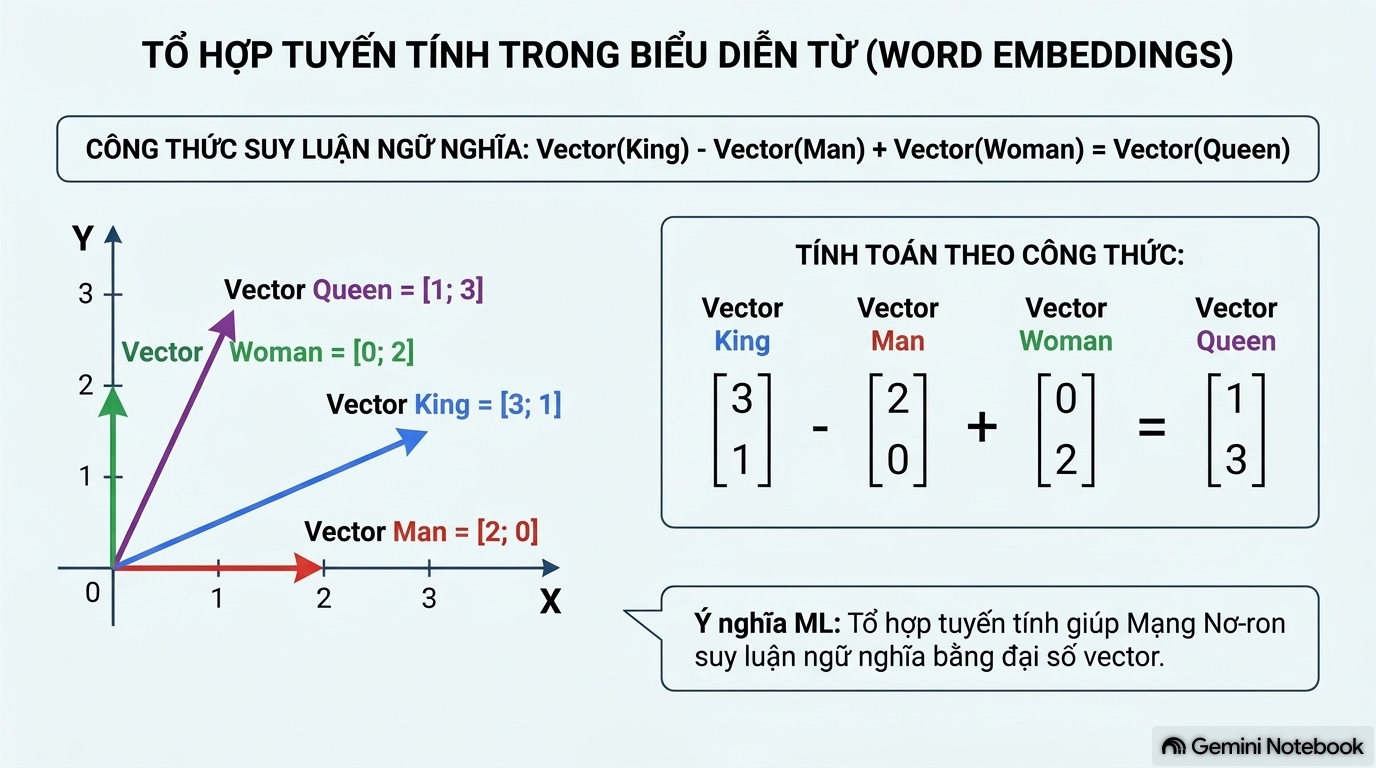 TỔ HỢP TUYẾN TÍNH TRONG BIỂU DIỄN TỪ (WORD EMBEDDINGS)
CÔNG THỨC SUY LUẬN NGỮ NGHĨA: Vector(King) - Vector(Man) + Vector(Woman) = Vector(Queen)
Y
3
Vector Queen = [1; 3]
Vector Woman = [0; 2]
2
Vector King = [3; 1]
1
Vector Man = [2; 0]
0
1 2 3 X
TÍNH TOÁN THEO CÔNG THỨC:
Vector Vector Vector Vector
King Man Woman Queen
3 2 0 1
- + =
1 0 2 3
Ý nghĩa ML: Tổ hợp tuyến tính giúp Mạng Nơ-ron
suy luận ngữ nghĩa bằng đại số vector.
Gemini Notebook